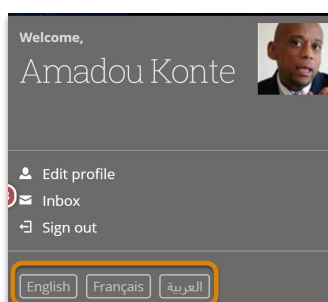 Welcome,
Amadou Konte
Edit profile
Inbox
Sign out
English Français العربية